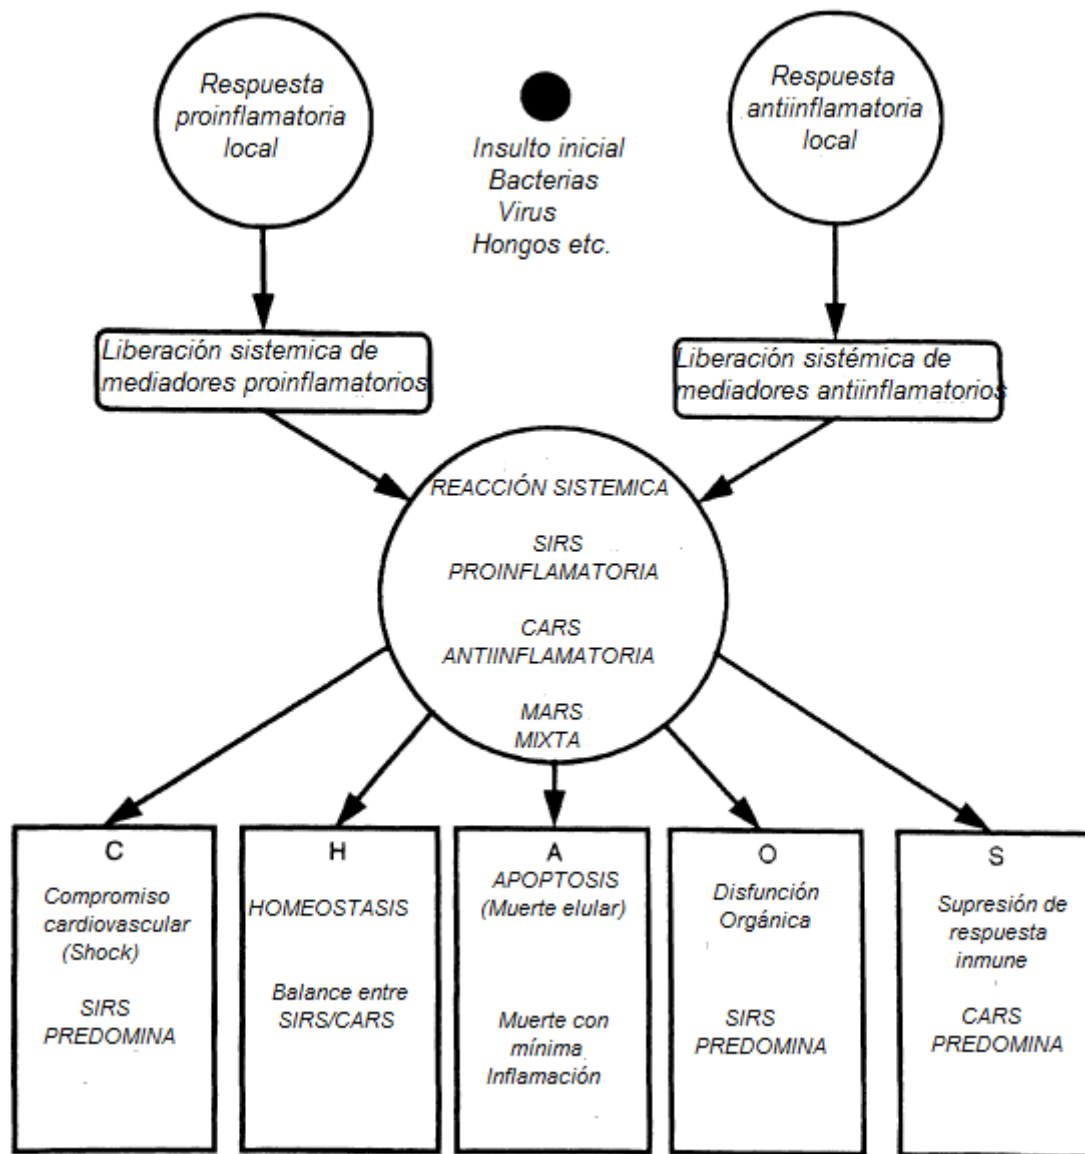 Respuesta
proinflamatoria
local
Insulto inicial
Bacterias
Virus
Hongos etc.
Respuesta
antiinflamatoria
local
Liberación sistemica de
mediadores proinflamatorios
Liberación sistémica de
mediadores antiinflamatorios
REACCIÓN SISTEMICA
SIRS
PROINFLAMATORIA
CARS
ANTIINFLAMATORIA
MARS
MIXTA
C
Compromiso
cardiovascular
(Shock)
SIRS
PREDOMINA
H
HOMEOSTASIS
Balance entre
SIRS/CARS
A
APOPTOSIS
(Muerte elular)
Muerte con
mínima
Inflamación
O
Disfunción
Orgánica
SIRS
PREDOMINA
S
Supresión de
respuesta
inmune
CARS
PREDOMINA